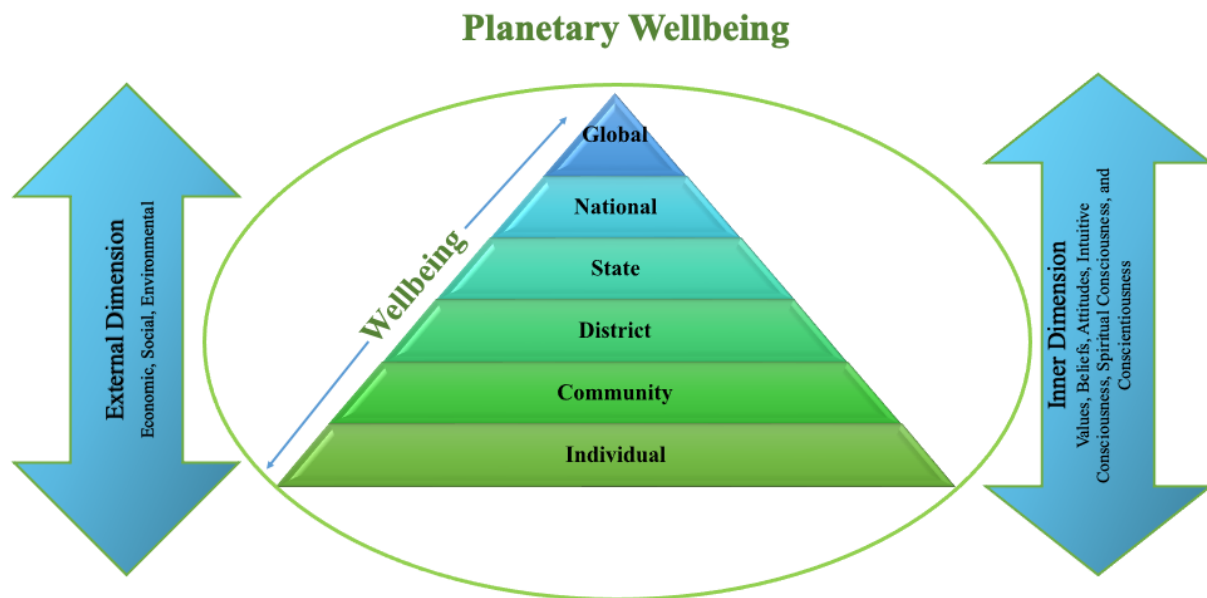 Planetary Wellbeing
External Dimension
Economic, Social, Environmental
Wellbeing
Global
National
State
District
Community
Individual
Inner Dimension
Values, Beliefs, Attitudes, Intuitive
Consciousness, Spiritual Consciousness, and
Conscientiousness